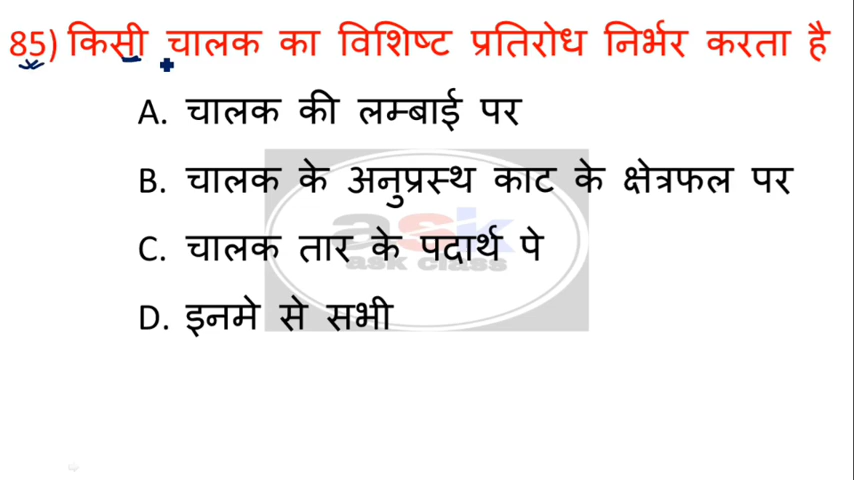 85) किसी चालक का विशिष्ट प्रतिरोध निर्भर करता है
A. चालक की लम्बाई पर
B. चालक के अनुप्रस्थ काट के क्षेत्रफल पर
ask
C. चालक तार के पदार्थ पे
ask class
D. इनमे से सभी